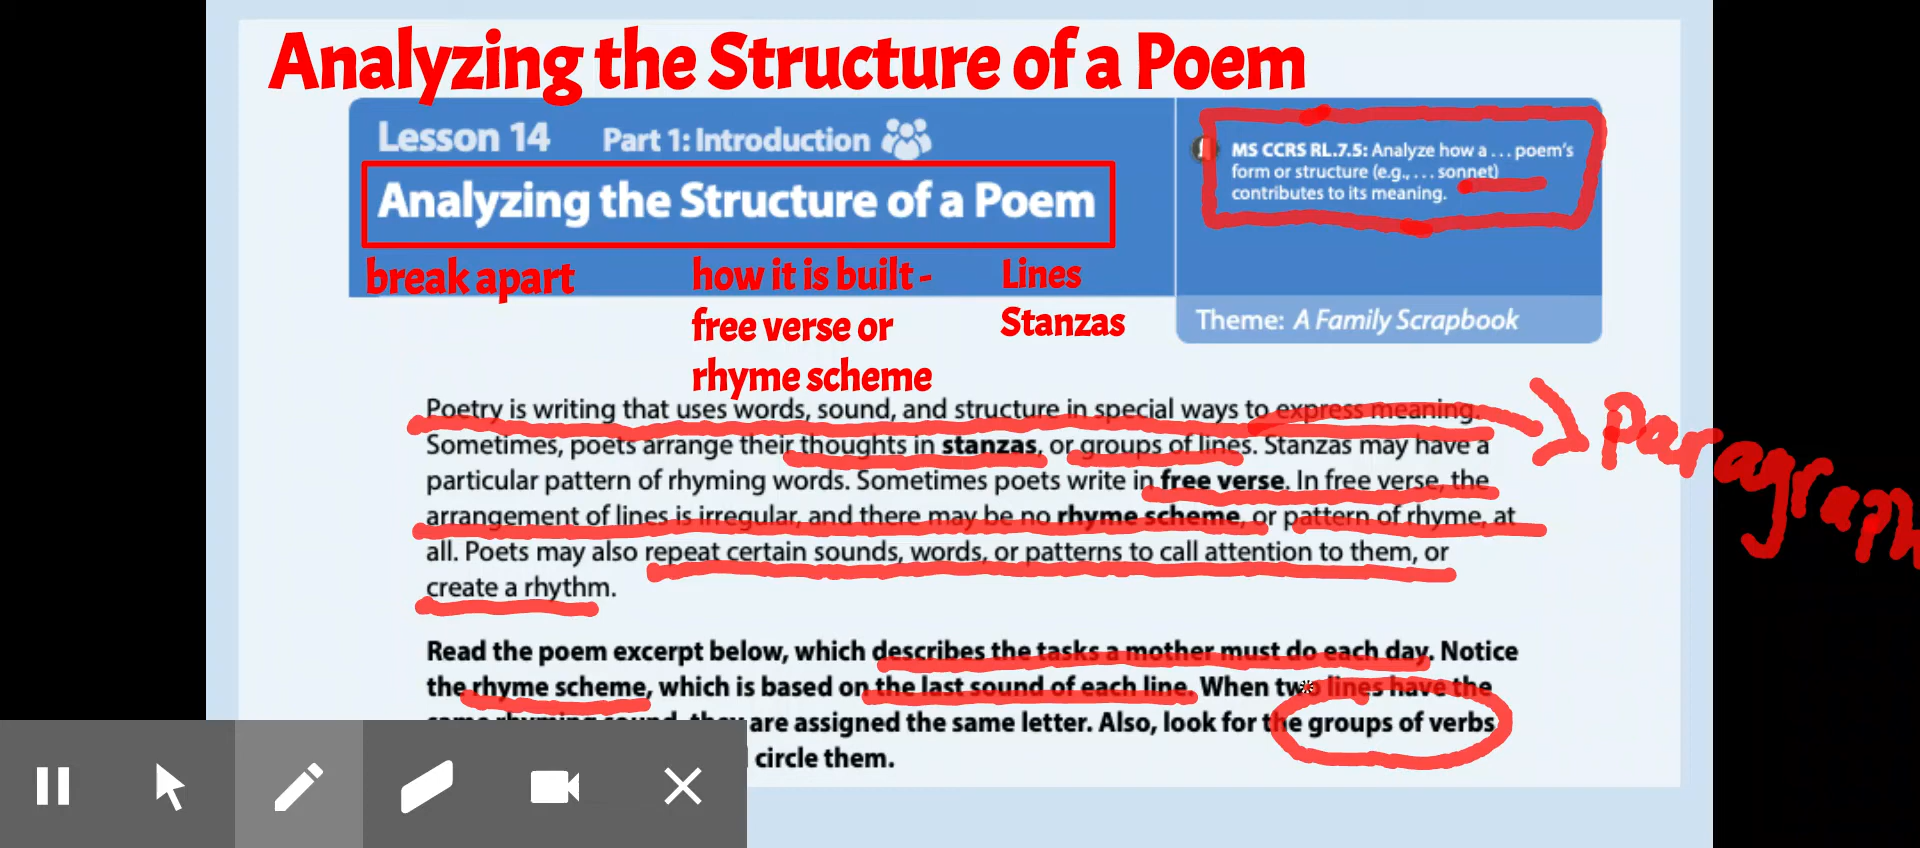 Analyzing the Structure of a Poem
Lesson 14 Part 1: Introduction
Analyzing the Structure of a Poem
MS CCRS RL.7.5: Analyze how a . . . poem's
form or structure (e.g., . . . sonnet)
contributes to its meaning.
break apart
how it is built -
free verse or
rhyme scheme
Lines
Stanzas
Theme: A Family Scrapbook
Poetry is writing that uses words, sound, and structure in special ways to express meaning.
Sometimes, poets arrange their thoughts in stanzas, or groups of lines. Stanzas may have a
particular pattern of rhyming words. Sometimes poets write in free verse. In free verse, the
arrangement of lines is irregular, and there may be no rhyme scheme, or pattern of rhyme, at
all. Poets may also repeat certain sounds, words, or patterns to call attention to them, or
create a rhythm.
Paragraph
Read the poem excerpt below, which describes the tasks a mother must do each day. Notice
the rhyme scheme, which is based on the last sound of each line. When two lines have the
same rhyming sound, they are assigned the same letter. Also, look for the groups of verbs
circle them.